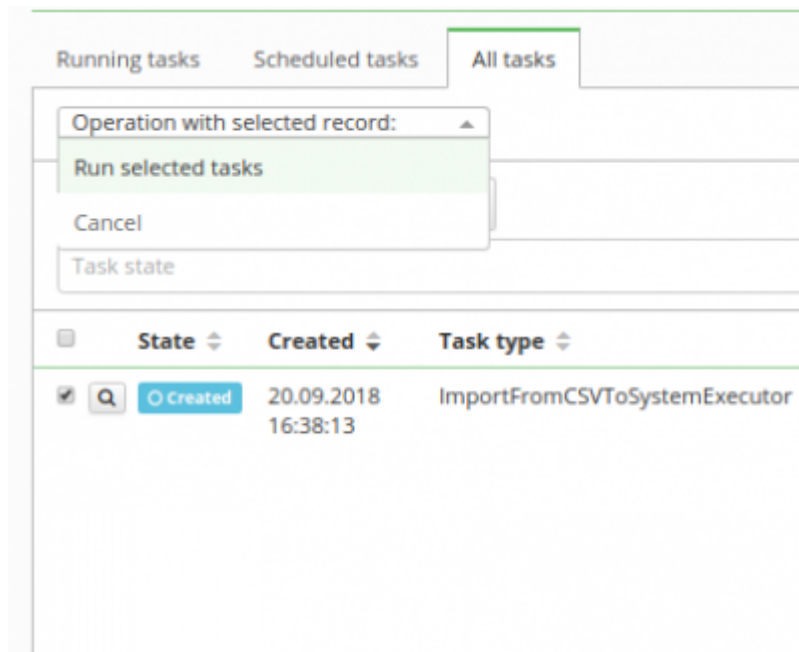 Running tasks Scheduled tasks All tasks
Operation with selected record:
Run selected tasks
Cancel
Task state
State Created Task type
Created 20.09.2018 ImportFromCSVToSystemExecutor
16:38:13